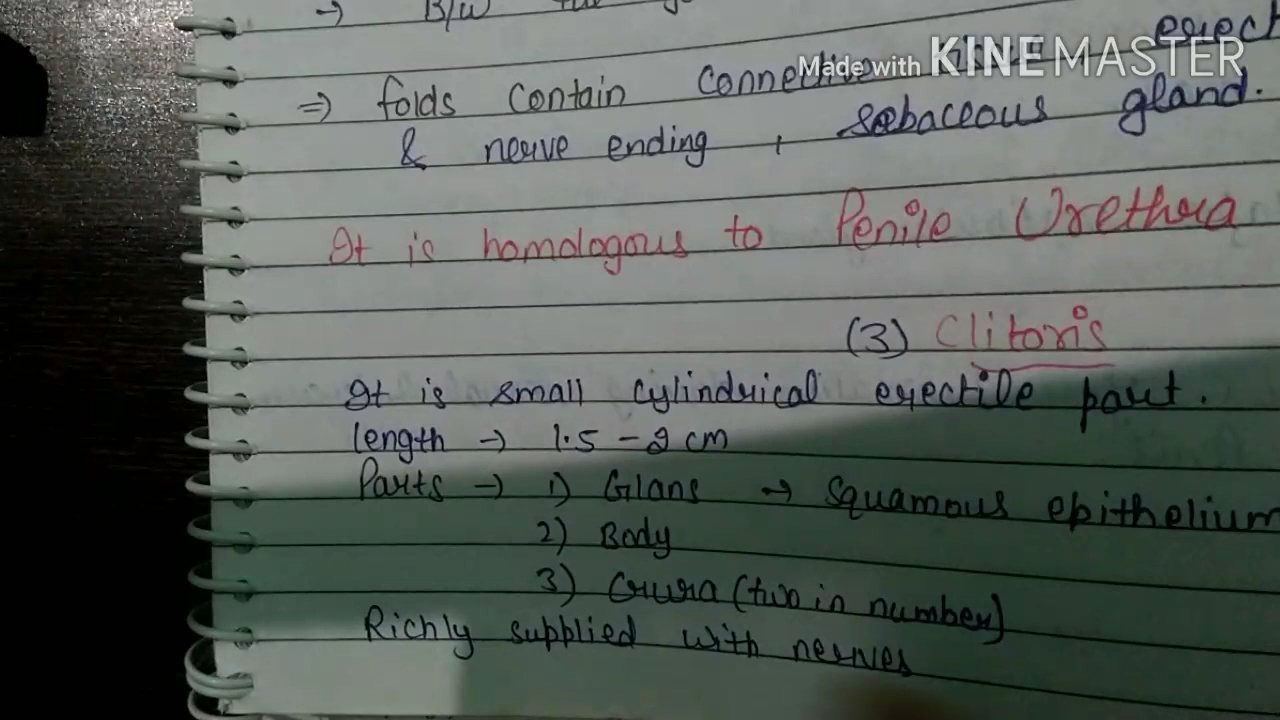 → B/W the
⇒ folds contain connective erect
& nerve ending, sebaceous gland.
Made with KINEMASTER
It is homologous to Penile Urethra
(3) Clitoris
It is small cylindrical erectile part.
length → 1.5 - 2 cm
Parts → 1) Glans → Squamous epithelium
2) Body
3) Crura (two in number)
Richly supplied with nerves